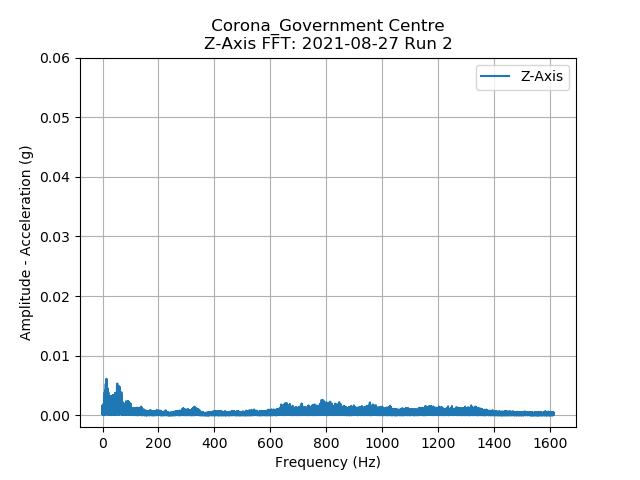 Corona_Government Centre
Z-Axis FFT: 2021-08-27 Run 2
Z-Axis
0.06
0.05
0.04
0.03
0.02
0.01
0.00
Amplitude - Acceleration (g)
0 200 400 600 800 1000 1200 1400 1600
Frequency (Hz)